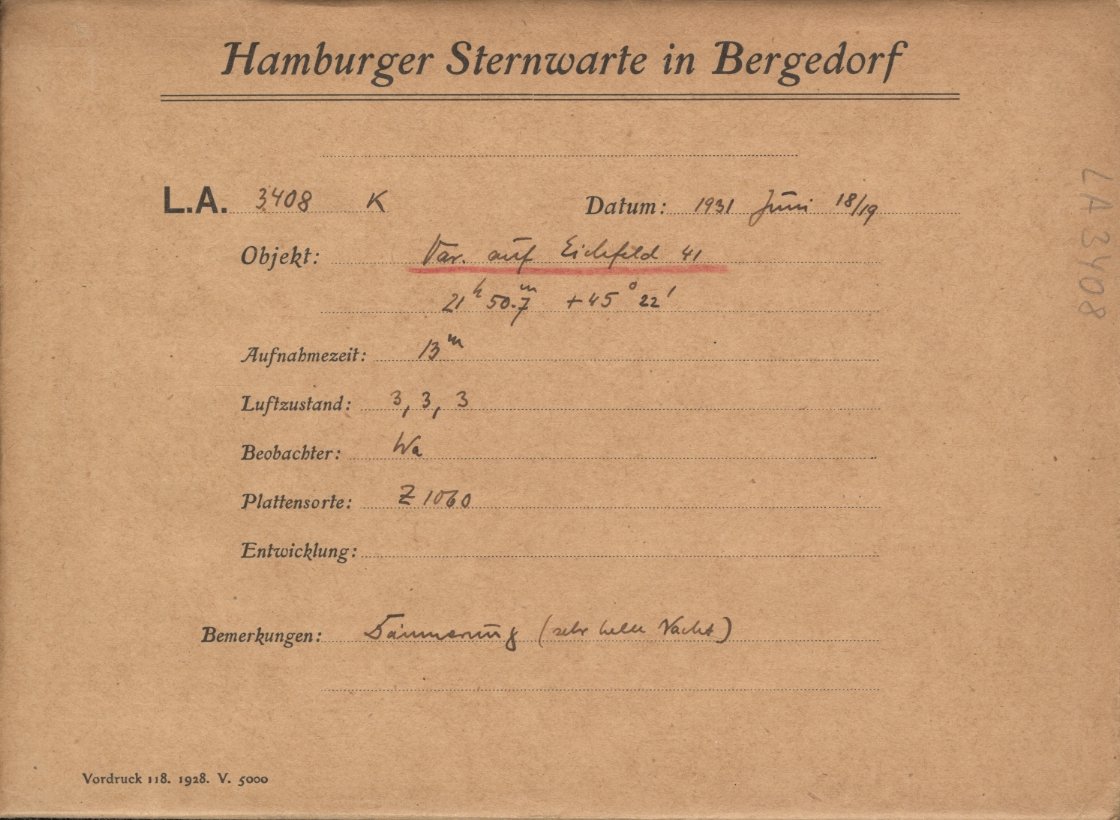 Hamburger Sternwarte in Bergedorf
L.A. 3408 K Datum: 1931 Juni 18/19
Objekt: Var. auf Eichfeld 41
21ʰ 50.7ᵐ +45° 22'
Aufnahmezeit: 13ᵐ
Luftzustand: 3, 3, 3
Beobachter: Wa
Plattensorte: Z 1060
Entwicklung:
Bemerkungen: Dämmerung (sehr helle Nacht)
Vordruck 118. 1928. V. 5000
LA 3408